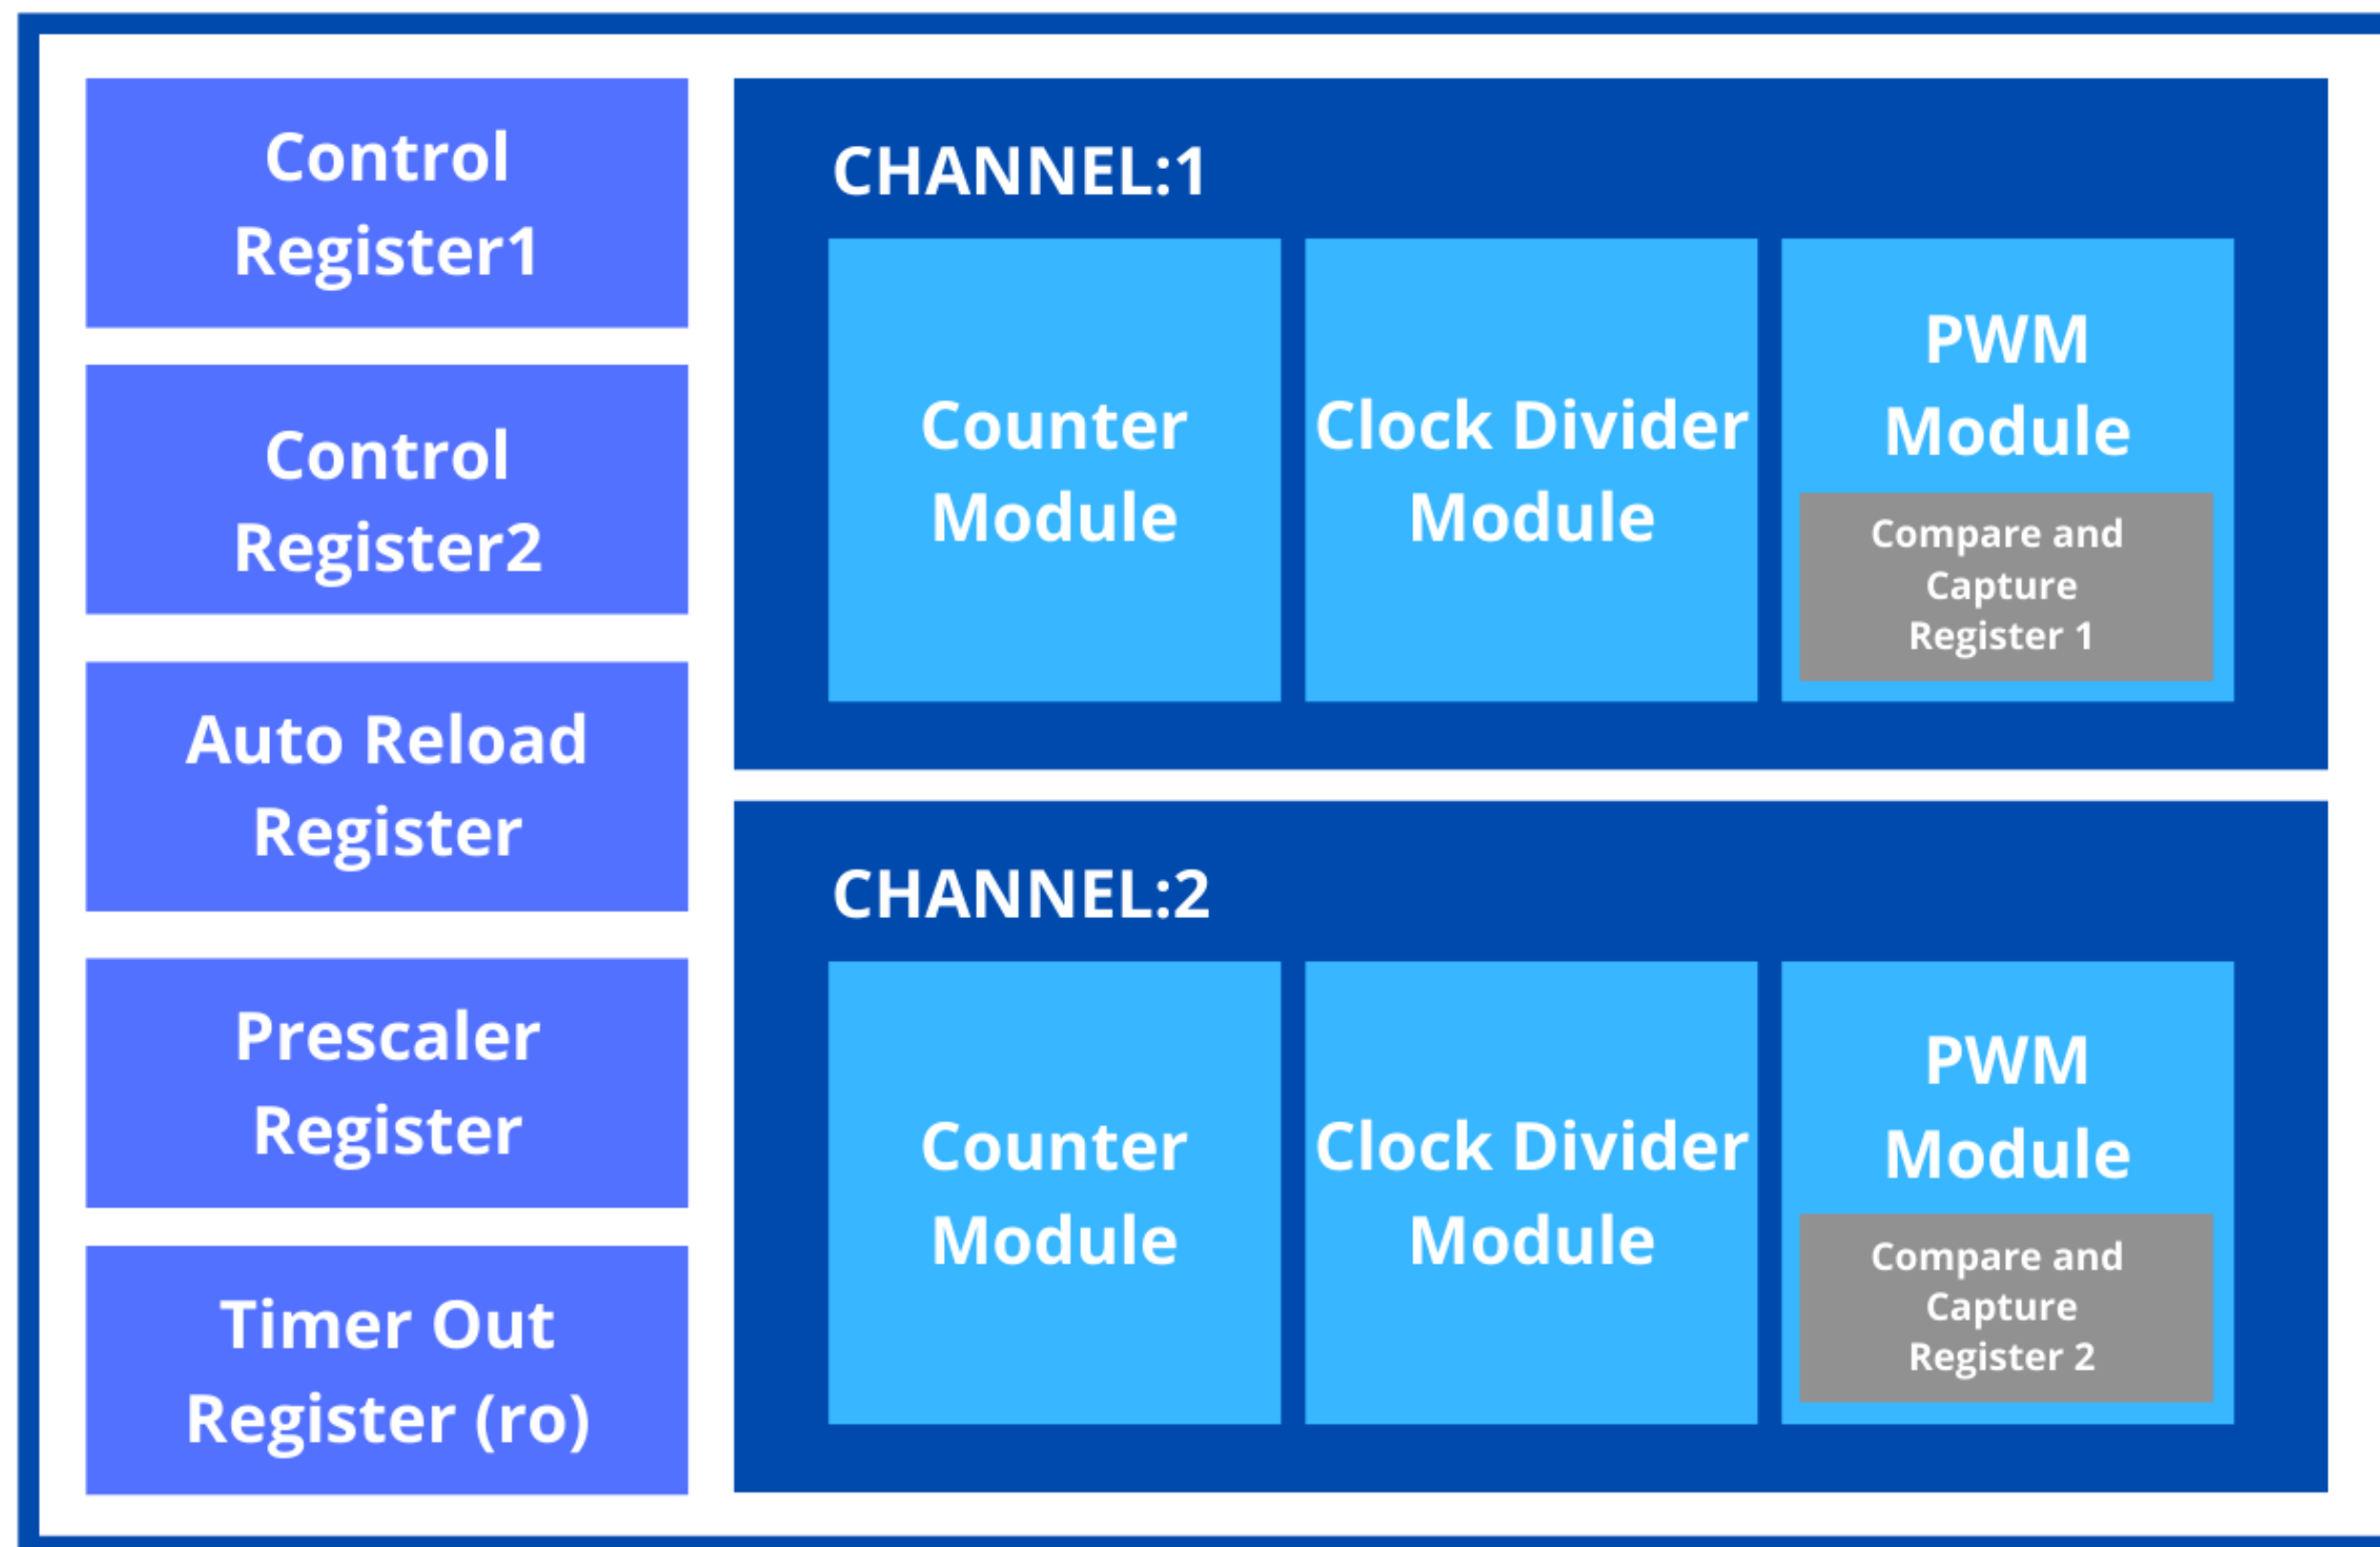 Control
Register1
Control
Register2
Auto Reload
Register
Prescaler
Register
Timer Out
Register (ro)
CHANNEL:1
Counter
Module
Clock Divider
Module
PWM
Module
Compare and
Capture
Register 1
CHANNEL:2
Counter
Module
Clock Divider
Module
PWM
Module
Compare and
Capture
Register 2